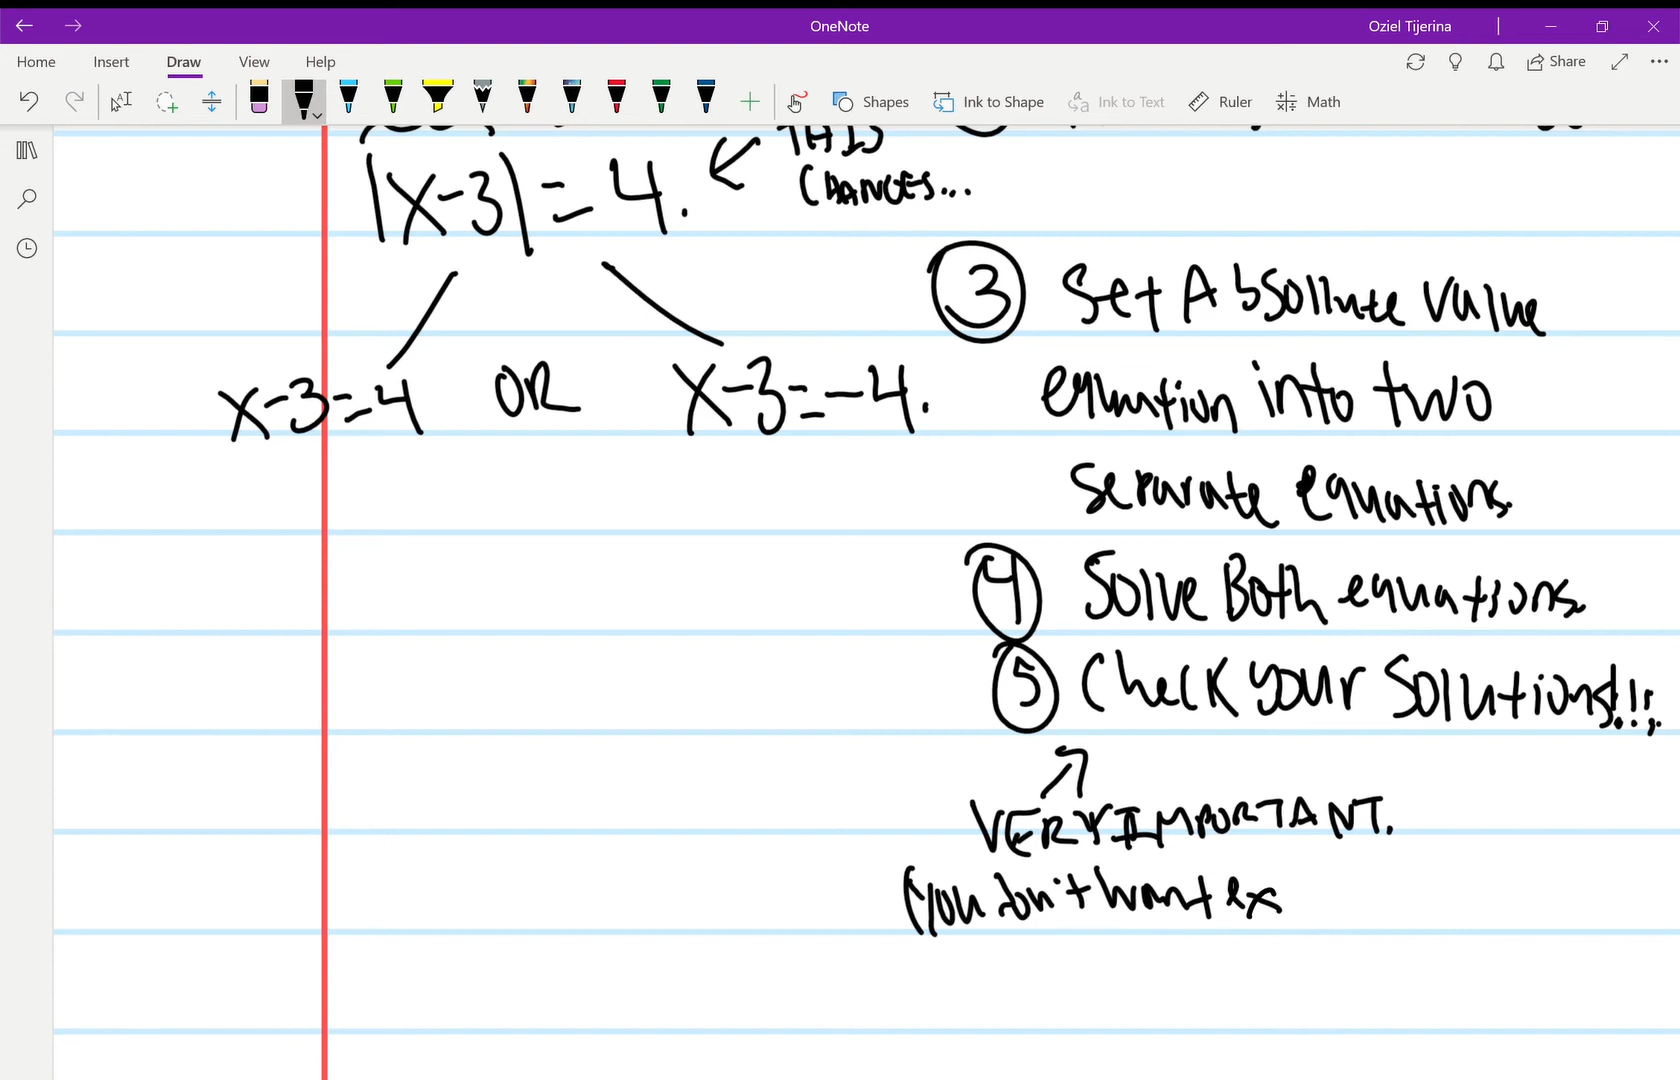 OneNote
Oziel Tijerina
Home Insert Draw View Help
Share
Shapes Ink to Shape Ink to Text Ruler Math
THIS
CHANGES...
|x-3|=4.
③ Set Absolute value
x-3=4 OR x-3=-4.
equation into two
separate equations.
④ Solve Both equations.
⑤ Check your Solutions!!!
VERY IMPORTANT.
(you don't want ex